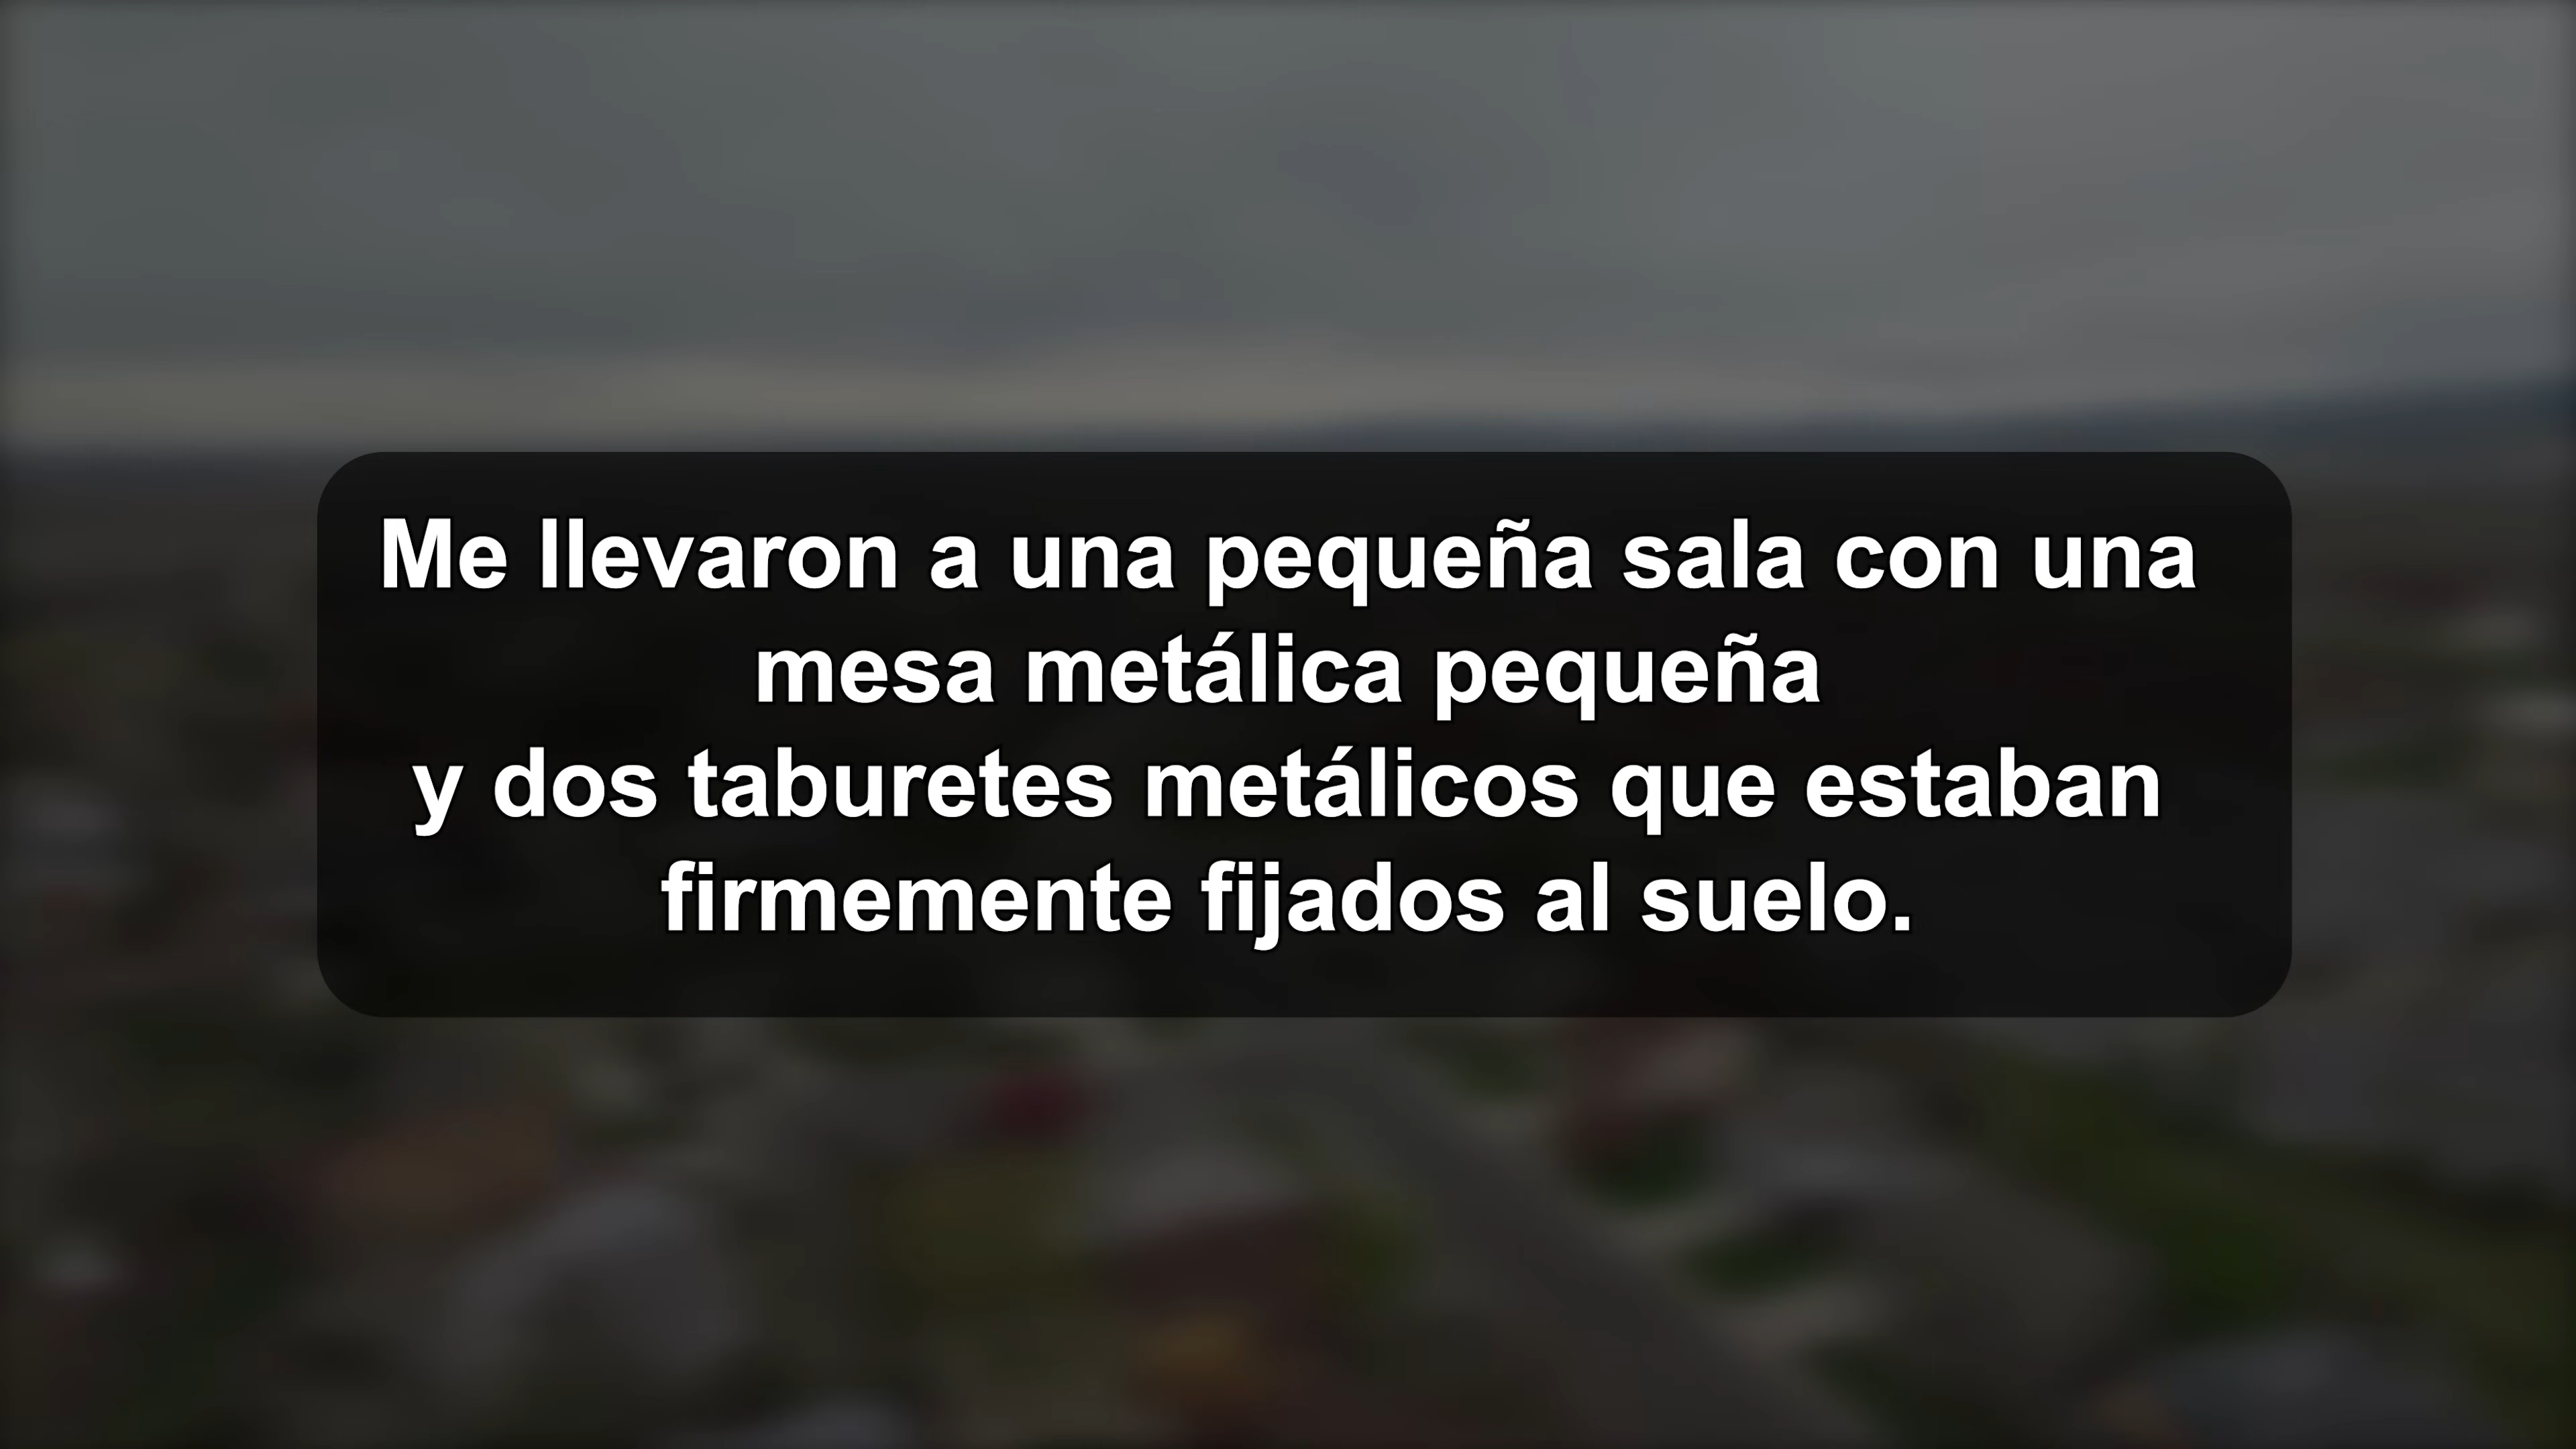 Me llevaron a una pequeña sala con una
mesa metálica pequeña
y dos taburetes metálicos que estaban
firmemente fijados al suelo.